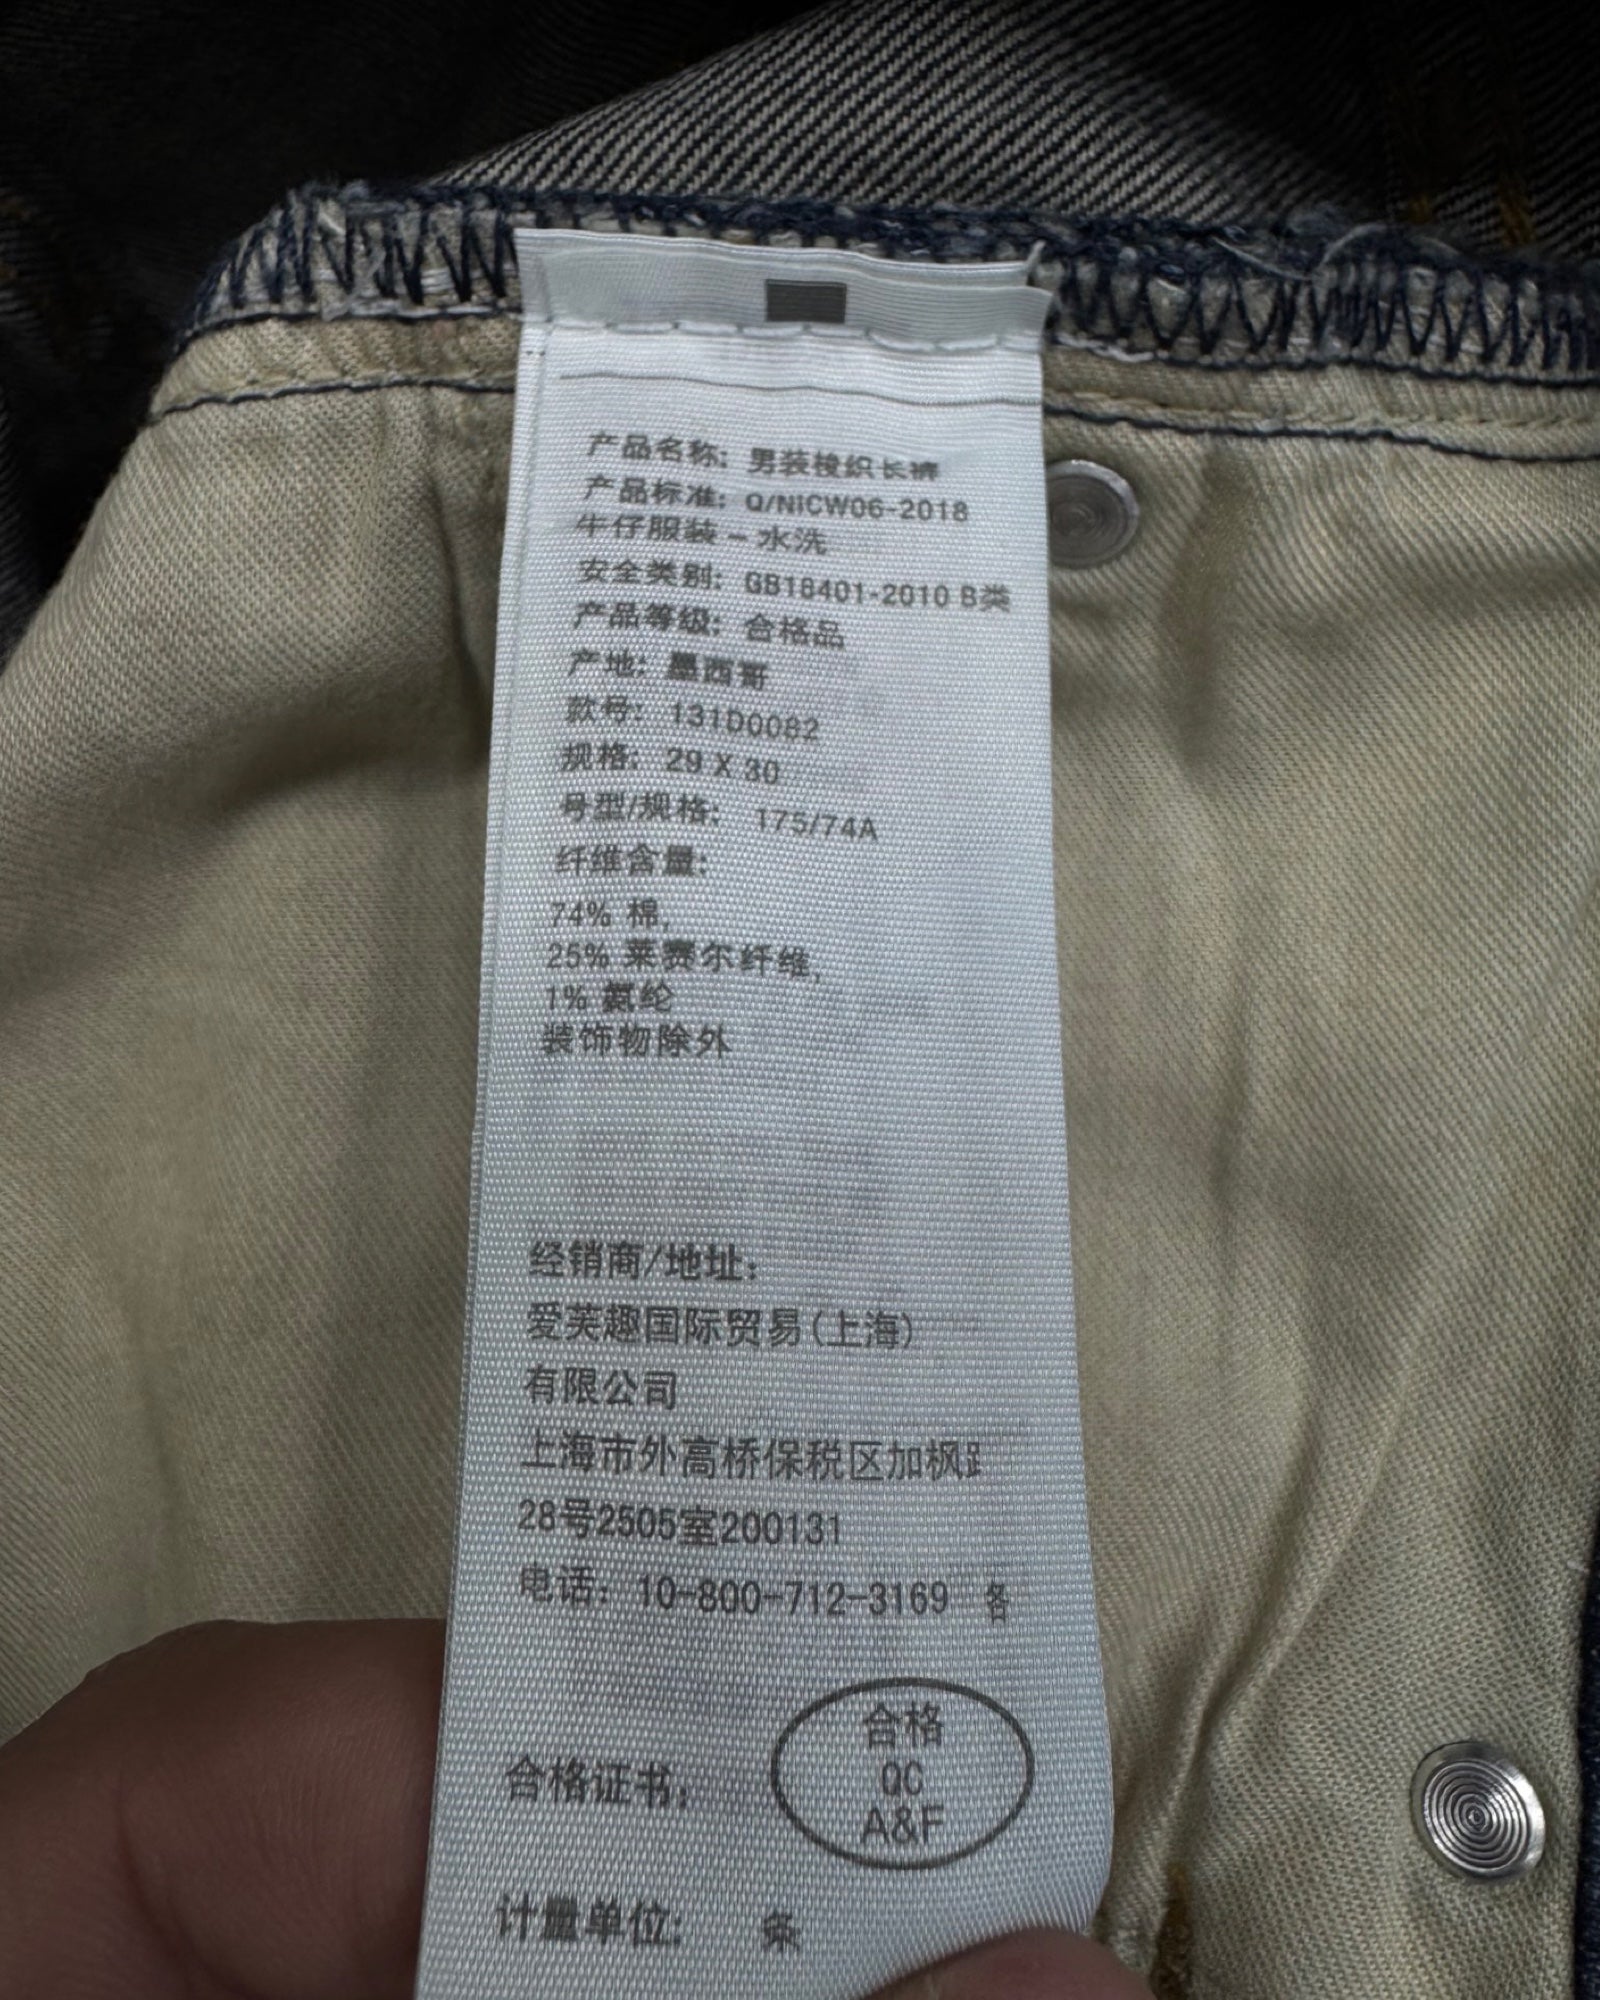 产品名称: 男装梭织长裤
产品标准: Q/NICW06-2018
牛仔服装-水洗
安全类别: GB18401-2010 B类
产品等级: 合格品
产地: 墨西哥
款号: 131D0082
规格: 29 X 30
号型/规格: 175/74A
纤维含量:
74% 棉,
25% 莱赛尔纤维,
1% 氨纶
装饰物除外
经销商/地址:
爱芙趣国际贸易(上海)
有限公司
上海市外高桥保税区加枫
28号2505室200131
电话: 10-800-712-3169
合格证书:
合格
QC
A&F
计量单位: 条